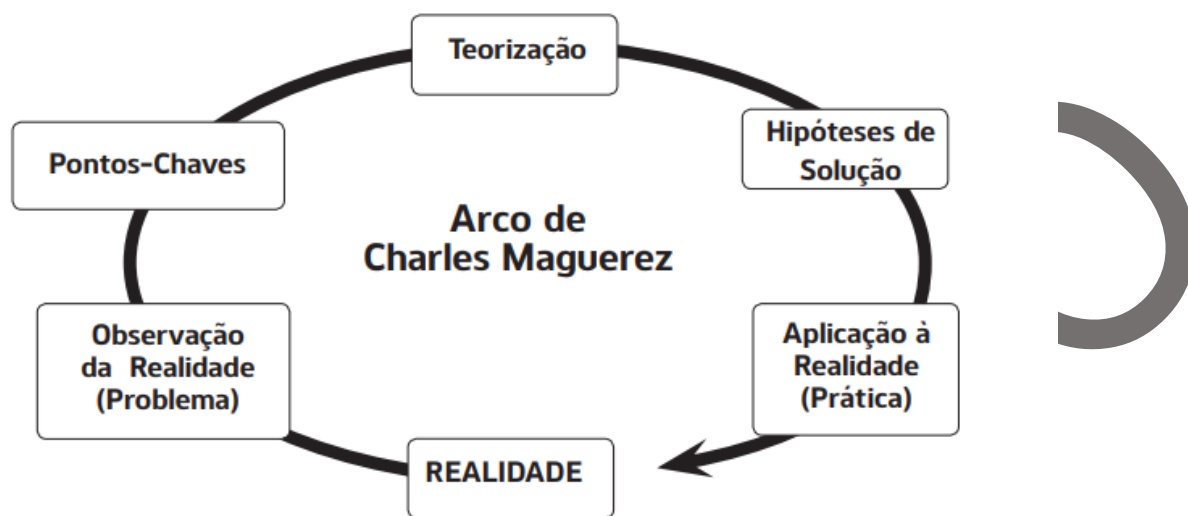 Teorização
Pontos-Chaves
Hipóteses de
Solução
Arco de
Charles Maguerez
Observação
da Realidade
(Problema)
Aplicação à
Realidade
(Prática)
REALIDADE